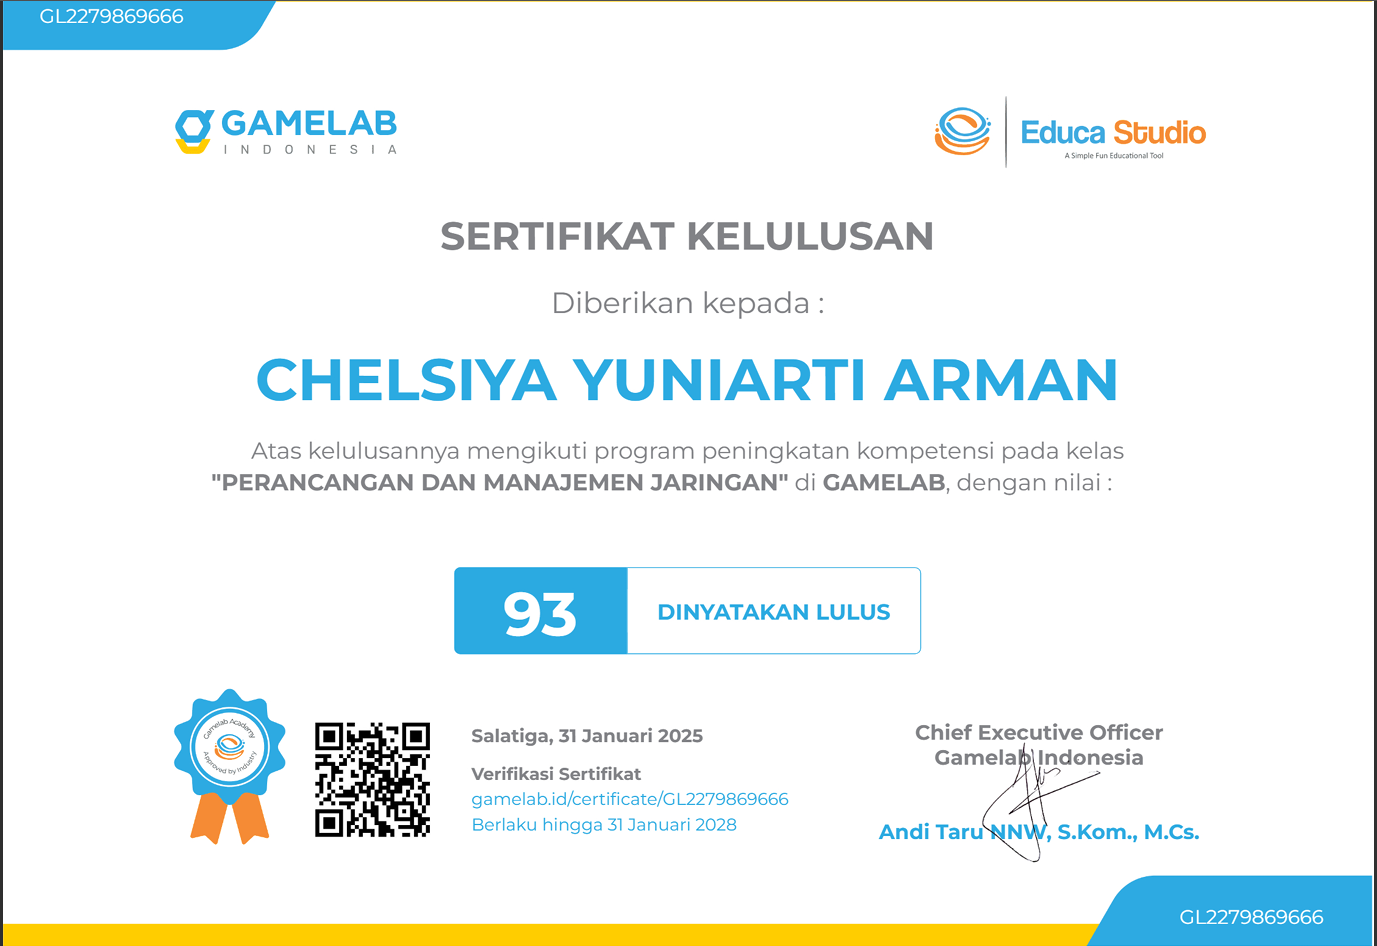 GL2279869666
GAMELAB
INDONESIA
Educa Studio
A Simple Fun Educational Tool
SERTIFIKAT KELULUSAN
Diberikan kepada :
CHELSIYA YUNIARTI ARMAN
Atas kelulusannya mengikuti program peningkatan kompetensi pada kelas
"PERANCANGAN DAN MANAJEMEN JARINGAN" di GAMELAB, dengan nilai :
93
DINYATAKAN LULUS
Gamelab Academy
Approved by Industry
Salatiga, 31 Januari 2025
Verifikasi Sertifikat
gamelab.id/certificate/GL2279869666
Berlaku hingga 31 Januari 2028
Chief Executive Officer
Gamelab Indonesia
Andi Taru NNW, S.Kom., M.Cs.
GL2279869666